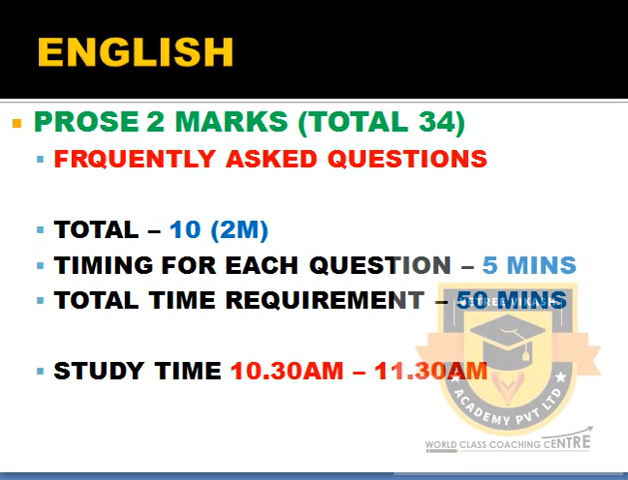 ENGLISH
PROSE 2 MARKS (TOTAL 34)
FRQUENTLY ASKED QUESTIONS
TOTAL – 10 (2M)
TIMING FOR EACH QUESTION – 5 MINS
TOTAL TIME REQUIREMENT – 50 MINS
STUDY TIME 10.30AM – 11.30AM
ACADEMY PVT LTD
WORLD CLASS COACHING CENTRE